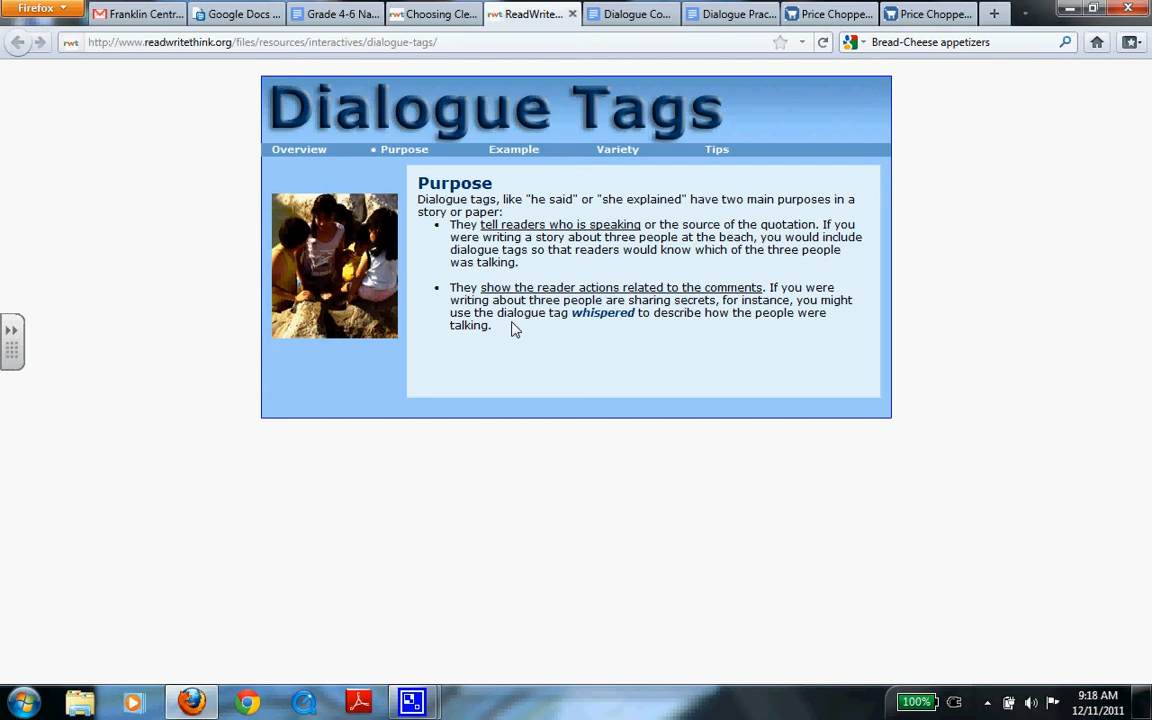 Firefox
Franklin Centr...
Google Docs ...
Grade 4-6 Na...
rwt Choosing Cle...
rwt ReadWrite...
Dialogue Co...
Dialogue Prac...
Price Choppe...
Price Choppe...
rwt http://www.readwritethink.org/files/resources/interactives/dialogue-tags/
Bread-Cheese appetizers
Dialogue Tags
Overview • Purpose Example Variety Tips
Purpose
Dialogue tags, like "he said" or "she explained" have two main purposes in a
story or paper:
• They tell readers who is speaking or the source of the quotation. If you
were writing a story about three people at the beach, you would include
dialogue tags so that readers would know which of the three people
was talking.
• They show the reader actions related to the comments. If you were
writing about three people are sharing secrets, for instance, you might
use the dialogue tag whispered to describe how the people were
talking.
100%
9:18 AM
12/11/2011